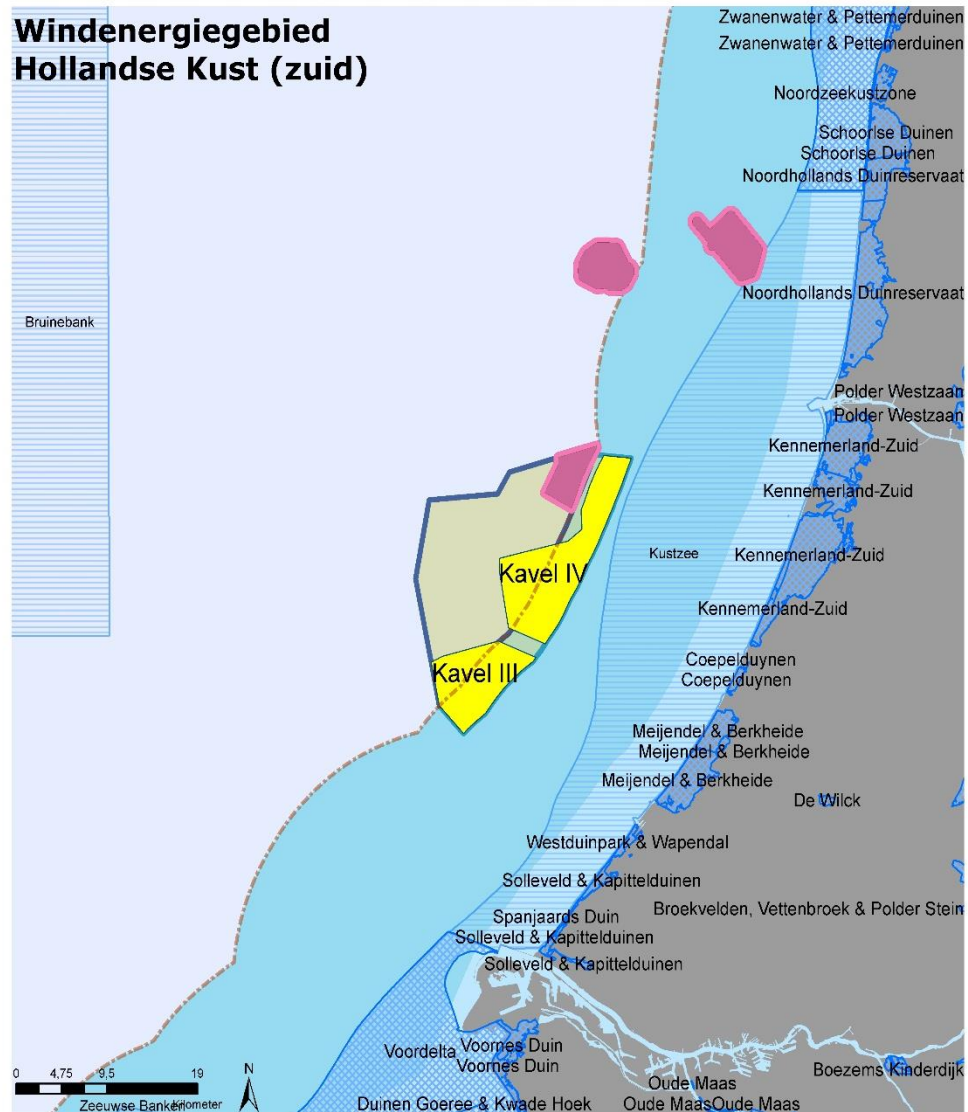 Windenergiegebied
Hollandse Kust (zuid)
Zwanenwater & Pettemerduinen
Zwanenwater & Pettemerduinen
Noordzeekustzone
Schoorlse Duinen
Schoorlse Duinen
Noordhollands Duinreservaat
Noordhollands Duinreservaat
Bruinebank
Polder Westzaan
Polder Westzaan
Kennemerland-Zuid
Kennemerland-Zuid
Kustzee
Kennemerland-Zuid
Kavel IV
Kennemerland-Zuid
Coepelduynen
Kavel III
Coepelduynen
Meijendel & Berkheide
Meijendel & Berkheide
Meijendel & Berkheide
De Wilck
Westduinpark & Wapendal
Solleveld & Kapittelduinen
Broekvelden, Vettenbroek & Polder Stein
Spanjaards Duin
Solleveld & Kapittelduinen
Solleveld & Kapittelduinen
Voordelta
Voornes Duin
Voornes Duin
Boezems Kinderdijk
0 4,75 9,5 19
N
Oude Maas
Zeeuwse Banken
Kilometer
Duinen Goeree & Kwade Hoek
Oude Maas
Oude Maas